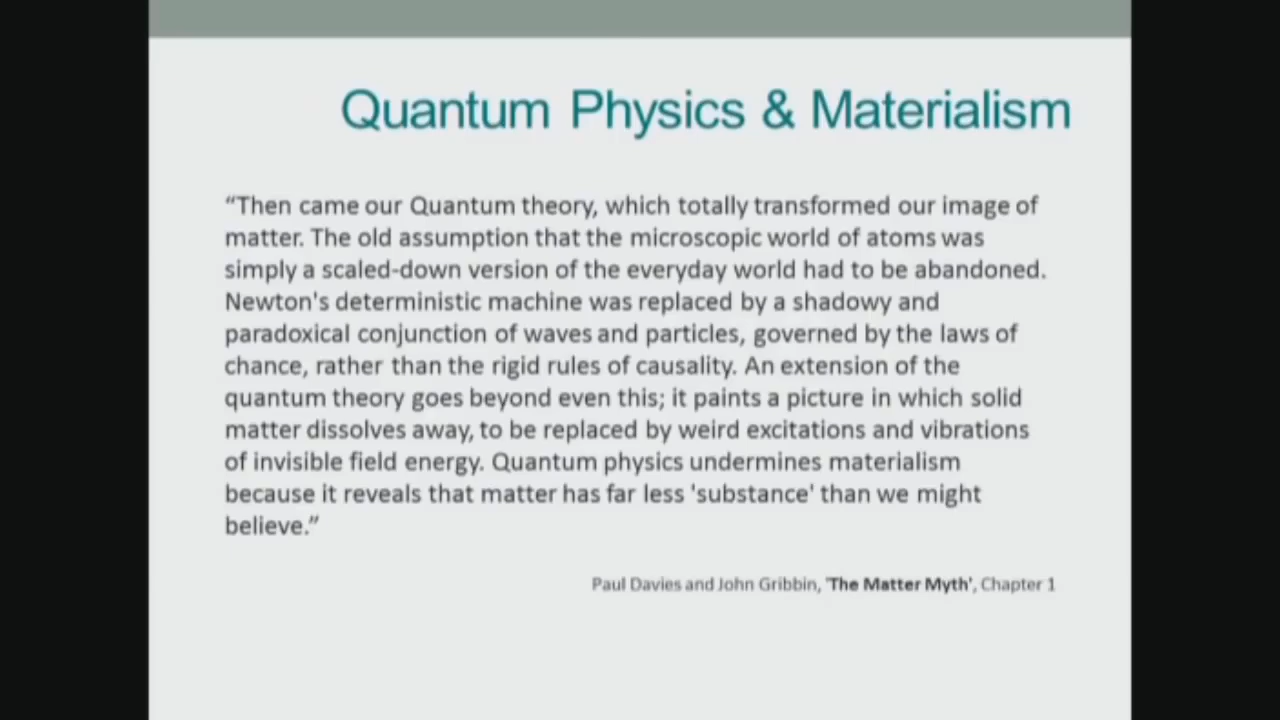 Quantum Physics & Materialism
“Then came our Quantum theory, which totally transformed our image of
matter. The old assumption that the microscopic world of atoms was
simply a scaled-down version of the everyday world had to be abandoned.
Newton's deterministic machine was replaced by a shadowy and
paradoxical conjunction of waves and particles, governed by the laws of
chance, rather than the rigid rules of causality. An extension of the
quantum theory goes beyond even this; it paints a picture in which solid
matter dissolves away, to be replaced by weird excitations and vibrations
of invisible field energy. Quantum physics undermines materialism
because it reveals that matter has far less 'substance' than we might
believe.”
Paul Davies and John Gribbin, 'The Matter Myth', Chapter 1